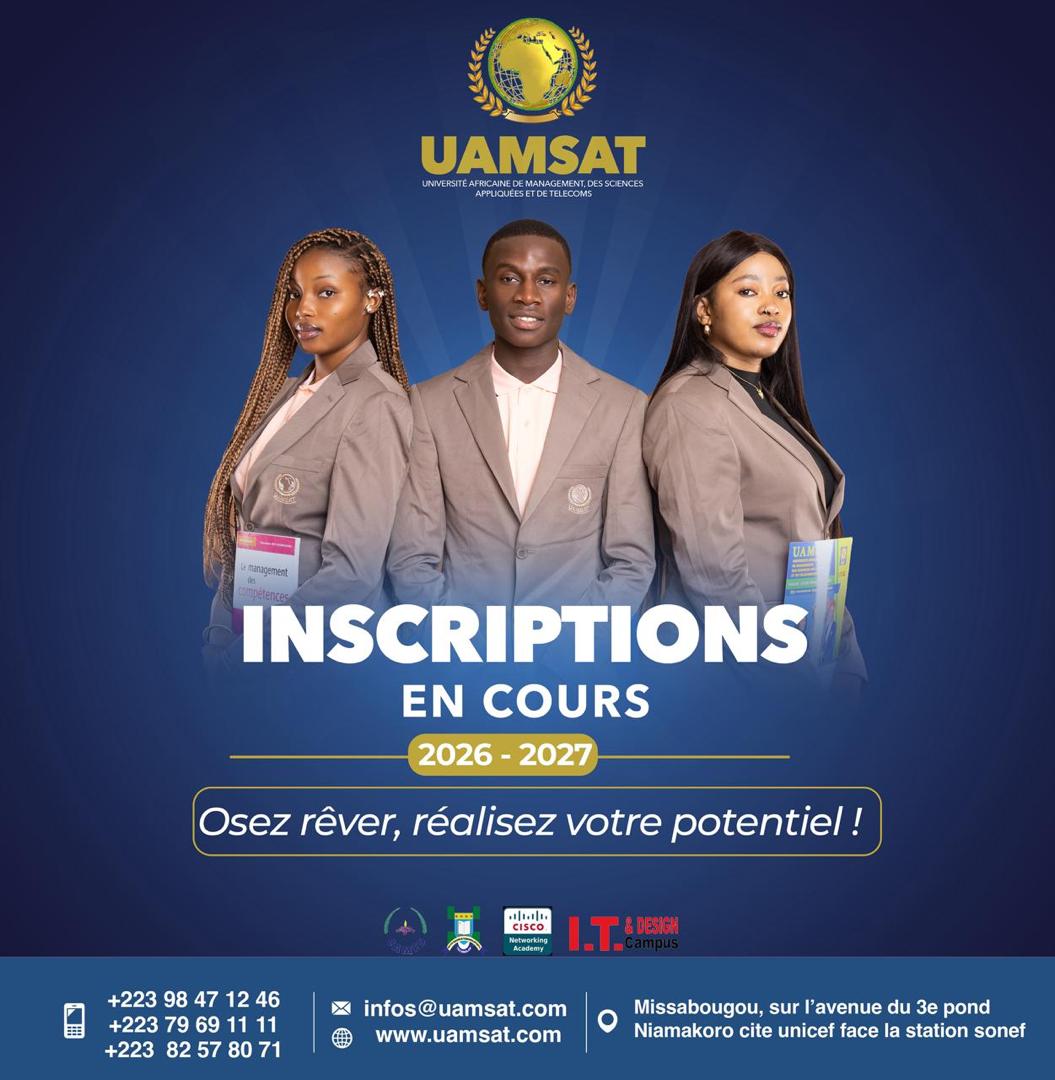 UAMSAT
UNIVERSITÉ AFRICAINE DE MANAGEMENT, DES SCIENCES
APPLIQUÉES ET DE TELECOMS
UAMSAT
Le management
des
compétences
UAM
INSCRIPTIONS
EN COURS
2026 - 2027
Osez rêver, réalisez votre potentiel !
CISCO
Networking
Academy
I.T. & DESIGN
Campus
+223 98 47 12 46
+223 79 69 11 11
+223 82 57 80 71
infos@uamsat.com
www.uamsat.com
Missabougou, sur l'avenue du 3e pond
Niamakoro cite unicef face la station sonef